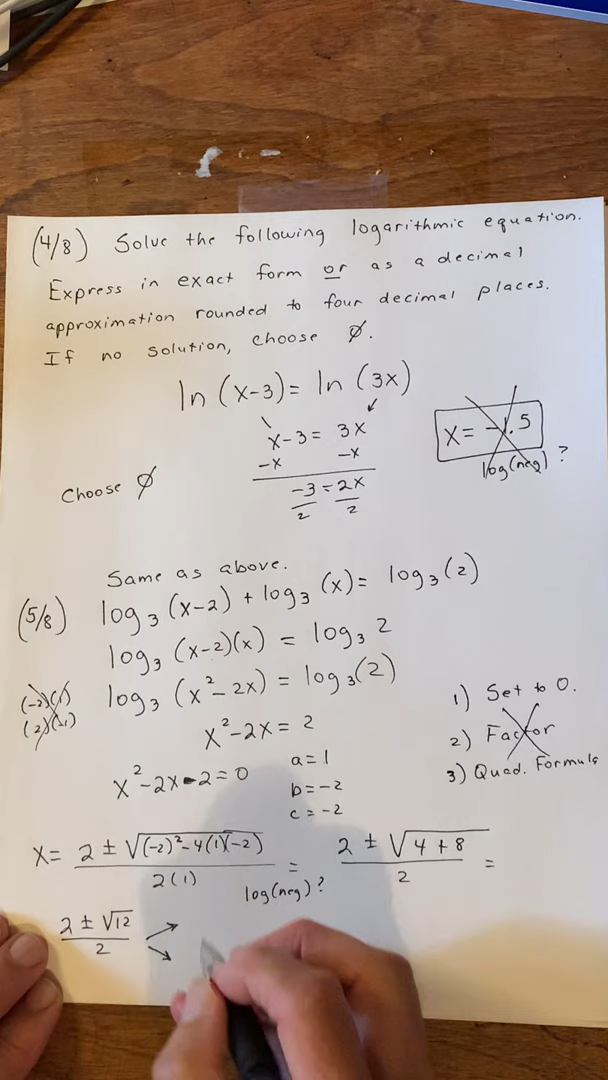 (4/8) Solve the following logarithmic equation.
Express in exact form or as a decimal
approximation rounded to four decimal places.
If no solution, choose ∅.
ln (x-3) = ln (3x)
x-3 = 3x
-x -x
x = -1.5
log(neg) ?
Choose ∅
-3 = 2x
2 2
Same as above.
(5/8) log₃ (x-2) + log₃ (x) = log₃ (2)
log₃ (x-2)(x) = log₃ 2
(-2)(1)
(2)(-1)
log₃ (x²-2x) = log₃(2)
1) Set to 0.
x²-2x = 2
2) Factor
x²-2x-2=0
a=1
b=-2
c=-2
3) Quad. Formula
x= 2 ± √(-2)²-4(1)(-2) = 2 ± √4+8 =
2(1) 2
log(neg) ?
2 ± √12
2